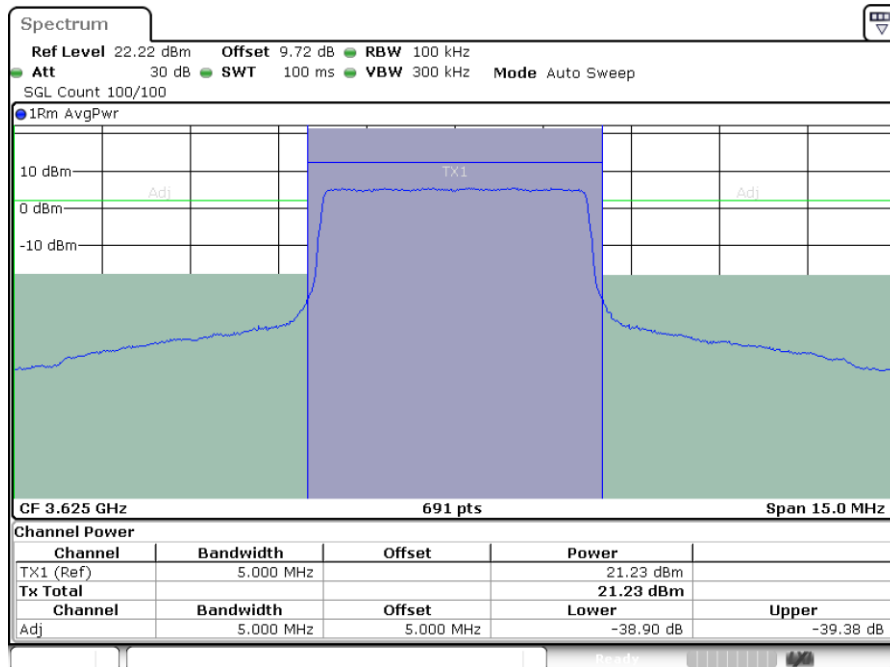 Spectrum
Ref Level 22.22 dBm Offset 9.72 dB RBW 100 kHz
Att 30 dB SWT 100 ms VBW 300 kHz Mode Auto Sweep
SGL Count 100/100
1Rm AvgPwr
10 dBm
TX1
Adj Adj
0 dBm
-10 dBm
CF 3.625 GHz 691 pts Span 15.0 MHz
Channel Power
Channel Bandwidth Offset Power
TX1 (Ref) 5.000 MHz 21.23 dBm
Tx Total 21.23 dBm
Channel Bandwidth Offset Lower Upper
Adj 5.000 MHz 5.000 MHz -38.90 dB -39.38 dB
Ready